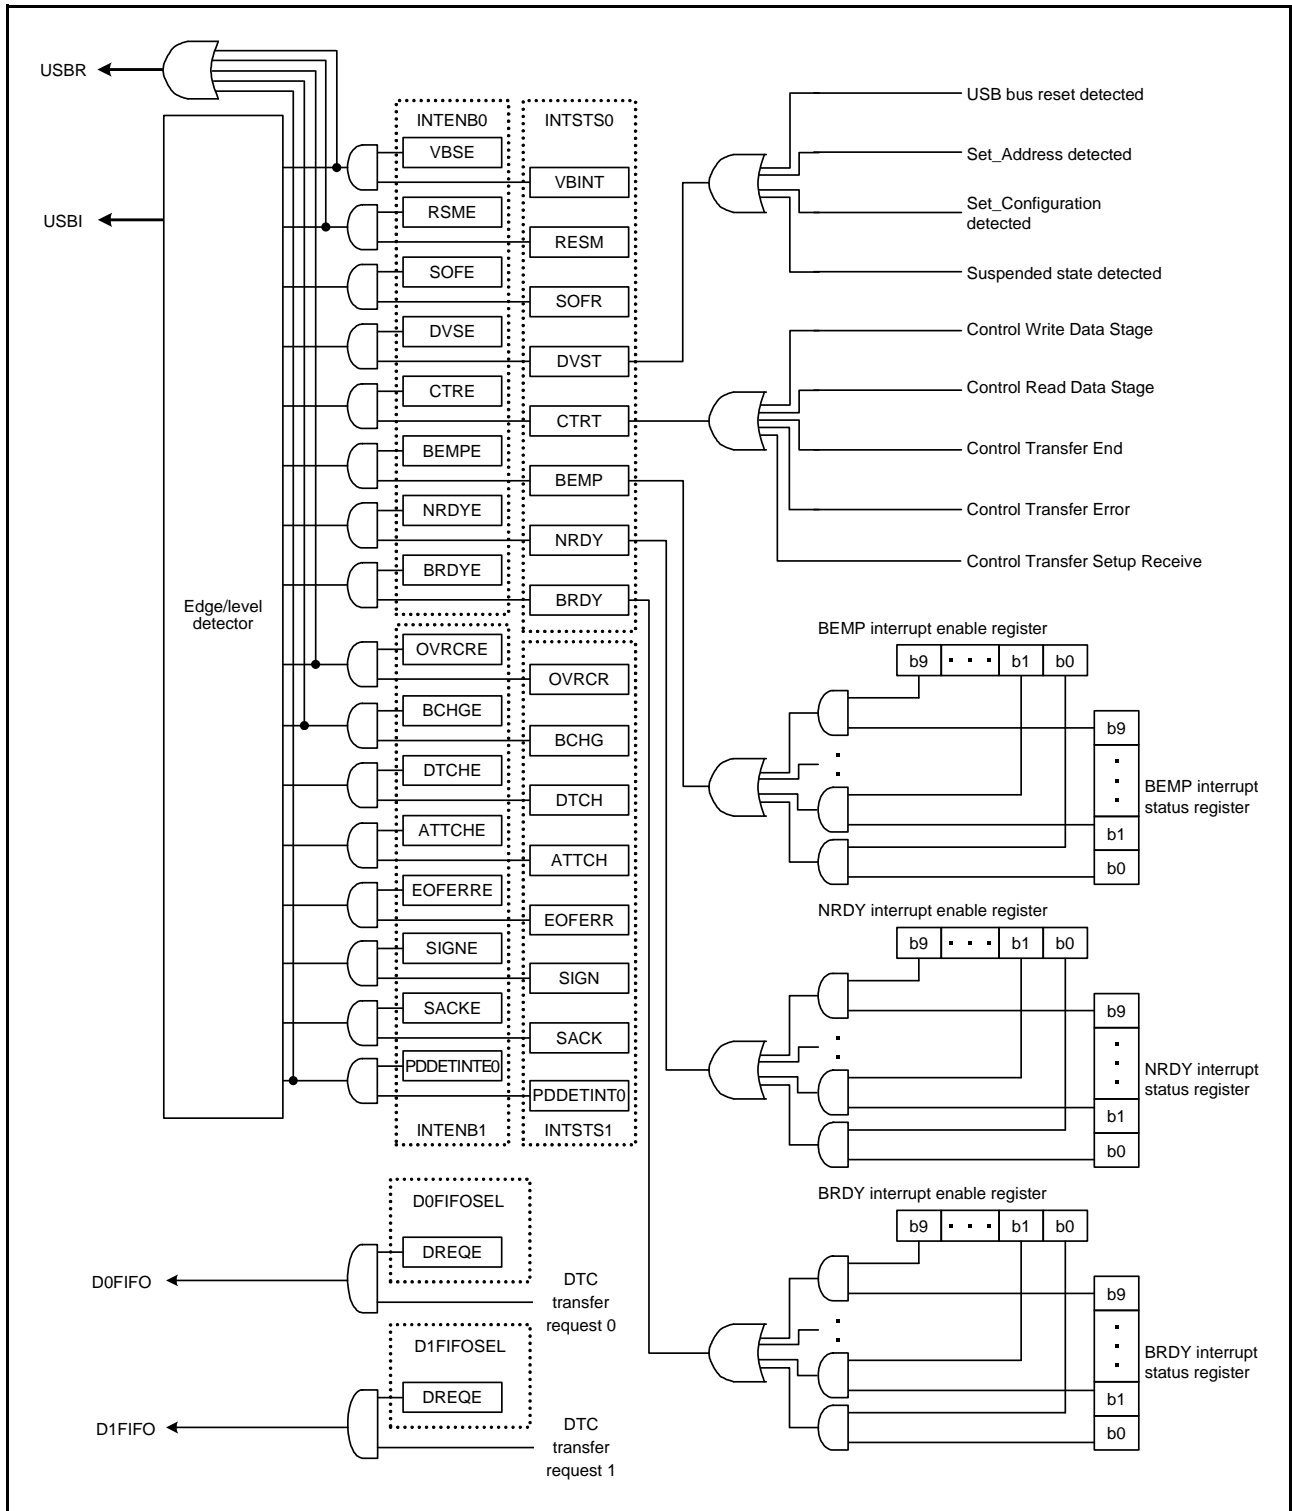 USBR
USBI
Edge/level
detector
INTENB0
VBSE
RSME
SOFE
DVSE
CTRE
BEMPE
NRDYE
BRDYE
OVRCRE
BCHGE
DTCHE
ATTCHE
EOFERRE
SIGNE
SACKE
PDDETINTE0
INTENB1
INTSTS0
VBINT
RESM
SOFR
DVST
CTRT
BEMP
NRDY
BRDY
OVRCR
BCHG
DTCH
ATTCH
EOFERR
SIGN
SACK
PDDETINT0
INTSTS1
USB bus reset detected
Set_Address detected
Set_Configuration
detected
Suspended state detected
Control Write Data Stage
Control Read Data Stage
Control Transfer End
Control Transfer Error
Control Transfer Setup Receive
BEMP interrupt enable register
b9 · · · b1 b0
b9
b1
b0
BEMP interrupt
status register
NRDY interrupt enable register
b9 · · · b1 b0
b9
b1
b0
NRDY interrupt
status register
BRDY interrupt enable register
b9 · · · b1 b0
b9
b1
b0
BRDY interrupt
status register
D0FIFOSEL
DREQE
D0FIFO
DTC
transfer
request 0
D1FIFOSEL
DREQE
D1FIFO
DTC
transfer
request 1